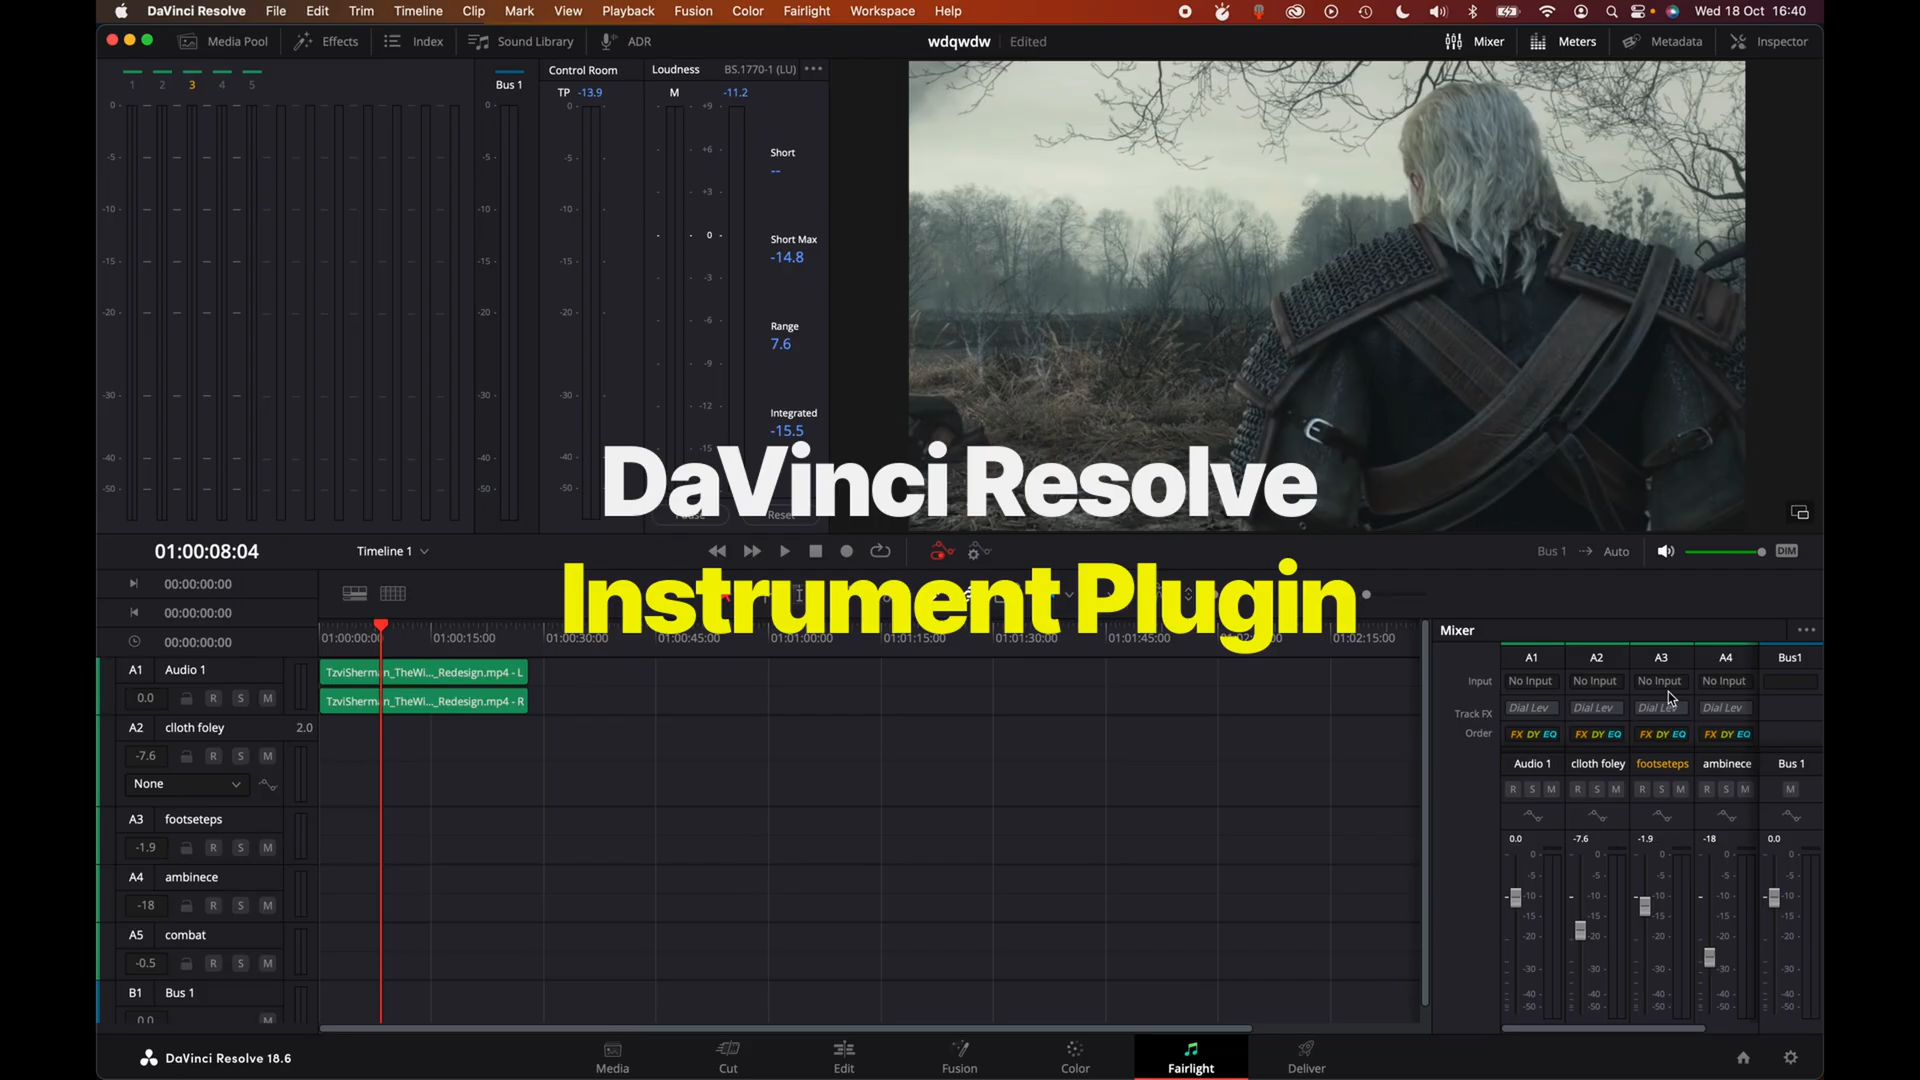 DaVinci Resolve File Edit Trim Timeline Clip Mark View Playback Fusion Color Fairlight Workspace Help Wed 18 Oct 16:40
Media Pool Effects Index Sound Library ADR wdqwdw Edited Mixer Meters Metadata Inspector
1 2 3 4 5 Bus 1 Control Room Loudness BS.1770-1 (LU)
TP -13.9 M -11.2
Short
--
Short Max
-14.8
Range
7.6
Integrated
-15.5
Pause Reset
DaVinci Resolve
Instrument Plugin
01:00:08:04 Timeline 1 Bus 1 Auto DIM
00:00:00:00
00:00:00:00
00:00:00:00
01:00:00:00 01:00:15:00 01:00:30:00 01:00:45:00 01:01:00:00 01:01:15:00 01:01:30:00 01:01:45:00 01:02:15:00
A1 Audio 1
0.0 R S M
TzviSherman_TheWi..._Redesign.mp4 - L
TzviSherman_TheWi..._Redesign.mp4 - R
A2 clloth foley 2.0
-7.6 R S M
None
A3 footseteps
-1.9 R S M
A4 ambinece
-18 R S M
A5 combat
-0.5 R S M
B1 Bus 1
0.0 M
Mixer
A1 A2 A3 A4 Bus1
Input No Input No Input No Input No Input
Track FX Dial Lev Dial Lev Dial Lev Dial Lev
Order FX DY EQ FX DY EQ FX DY EQ FX DY EQ
Audio 1 clloth foley footseteps ambinece Bus 1
R S M R S M R S M R S M M
0.0 -7.6 -1.9 -18 0.0
DaVinci Resolve 18.6
Media Cut Edit Fusion Color Fairlight Deliver